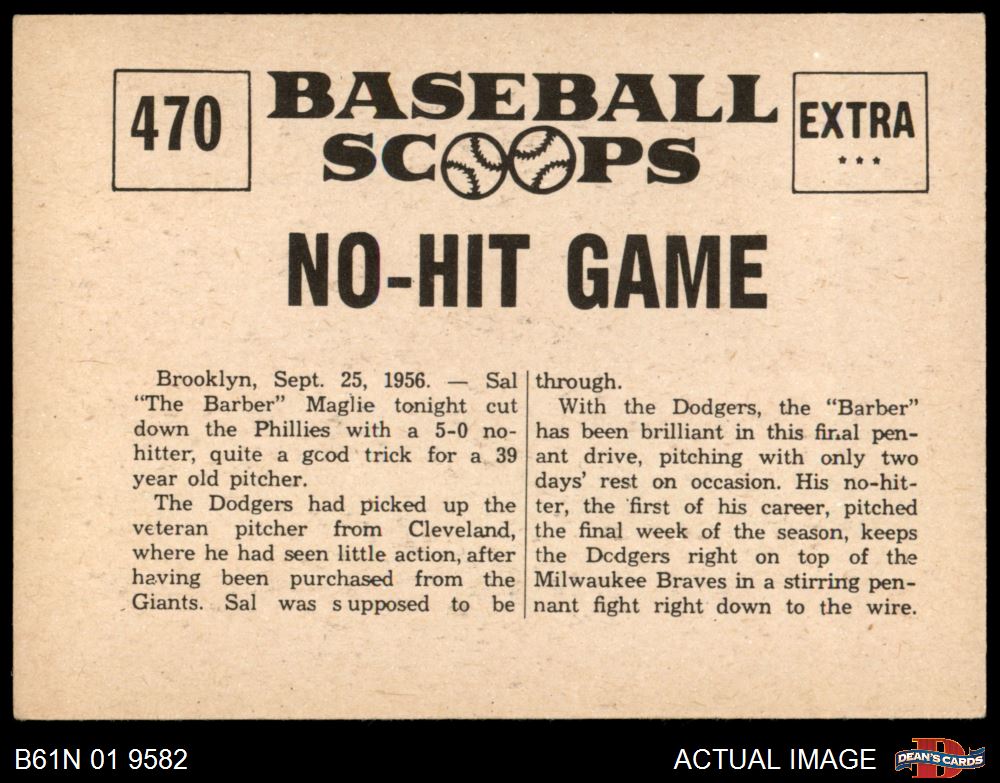 470
BASEBALL
SCOOPS
EXTRA
* * *
NO-HIT GAME
Brooklyn, Sept. 25, 1956. — Sal
"The Barber" Maglie tonight cut
down the Phillies with a 5-0 no-
hitter, quite a good trick for a 39
year old pitcher.
The Dodgers had picked up the
veteran pitcher from Cleveland,
where he had seen little action, after
having been purchased from the
Giants. Sal was supposed to be
through.
With the Dodgers, the "Barber"
has been brilliant in this final pen-
ant drive, pitching with only two
days' rest on occasion. His no-hit-
ter, the first of his career, pitched
the final week of the season, keeps
the Dodgers right on top of the
Milwaukee Braves in a stirring pen-
nant fight right down to the wire.
B61N 01 9582
ACTUAL IMAGE
DEAN'S CARDS